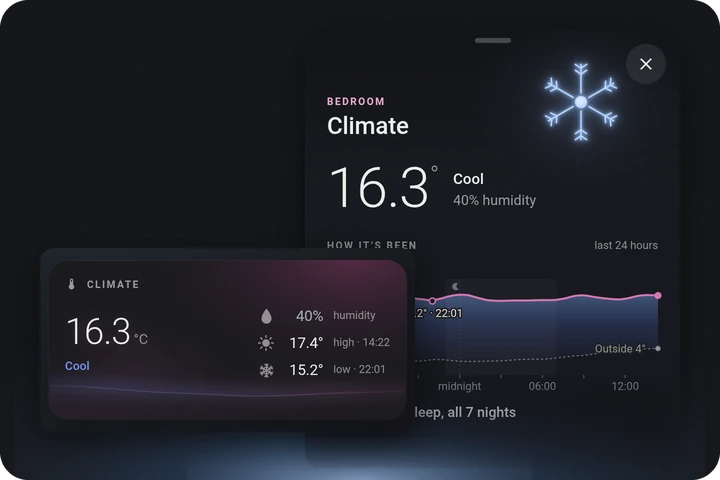 BEDROOM
Climate
16.3°
Cool
40% humidity
HOW IT'S BEEN
last 24 hours
.2° · 22:01
Outside 4°
midnight
06:00
12:00
leep, all 7 nights
CLIMATE
16.3 °C
Cool
40% humidity
17.4° high · 14:22
15.2° low · 22:01